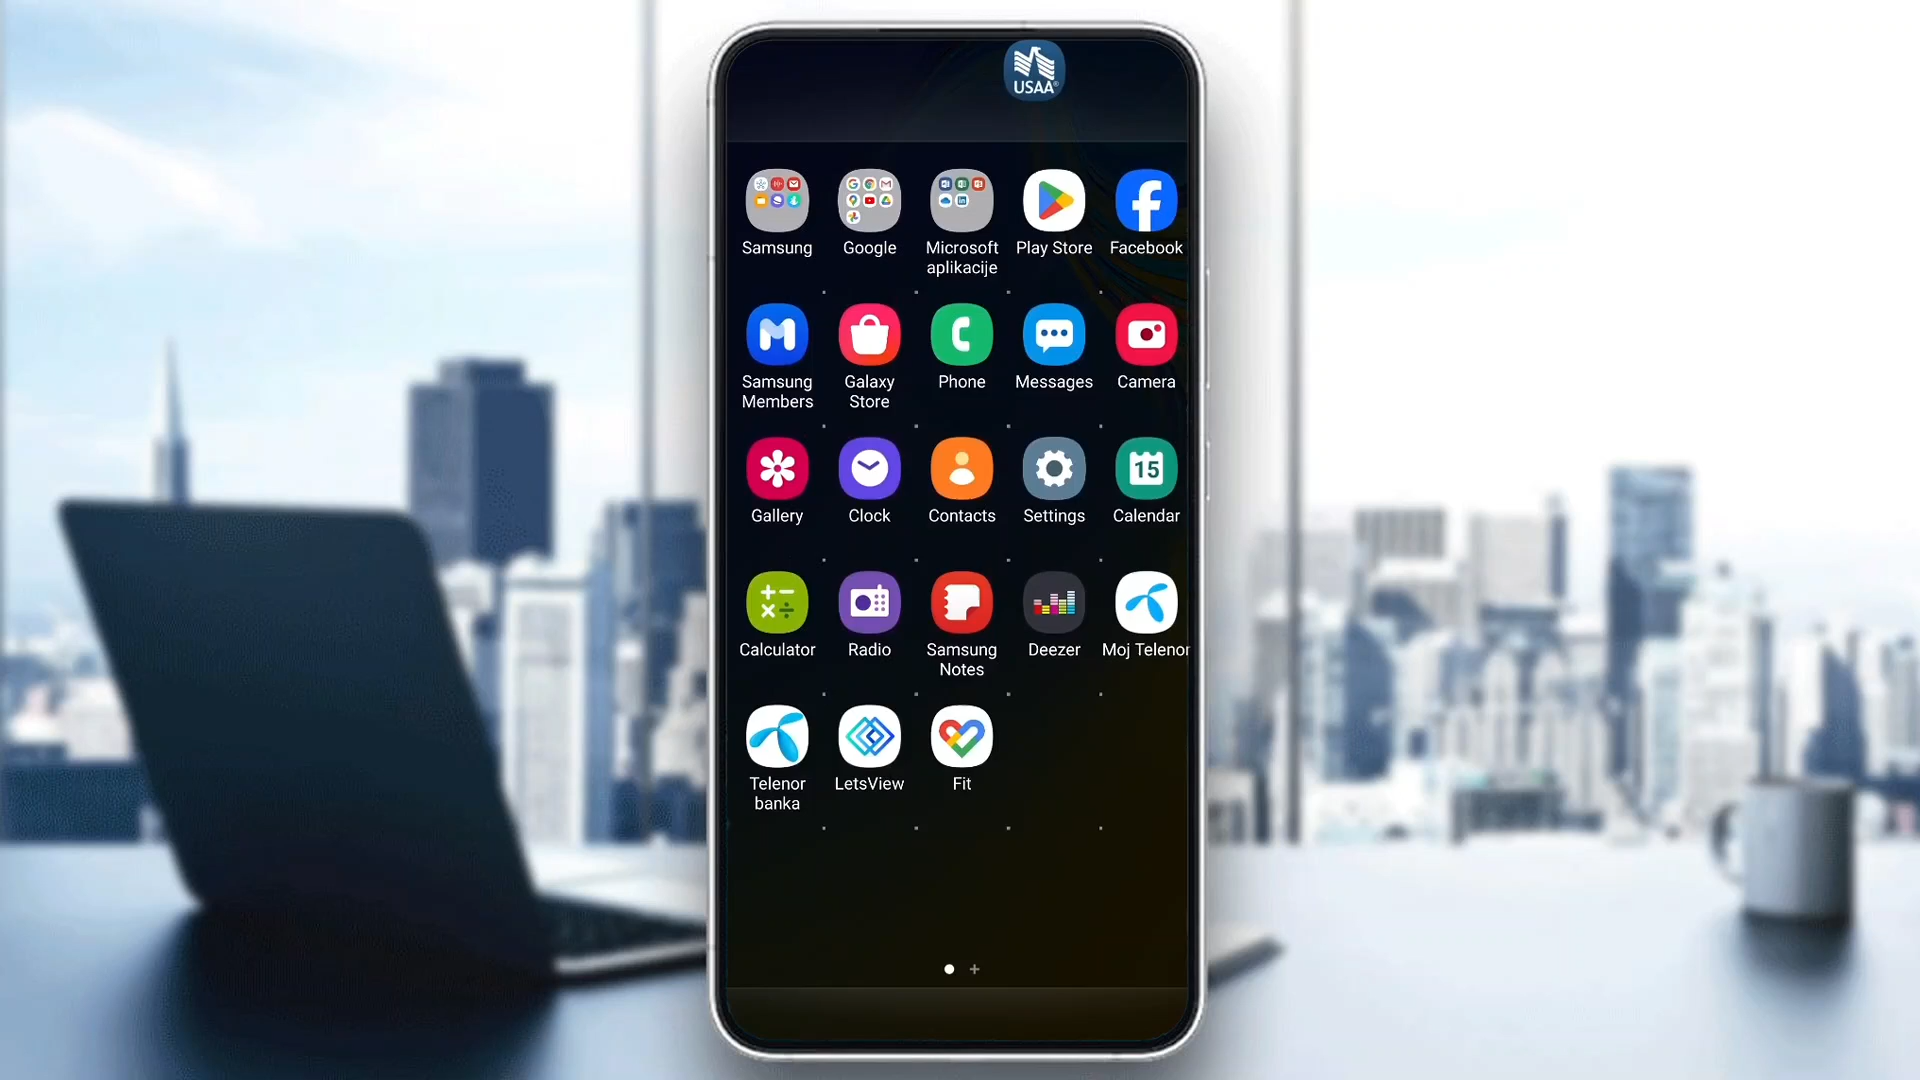 USAA®
Samsung Google Microsoft aplikacije Play Store Facebook
Samsung Members Galaxy Store Phone Messages Camera
15
Gallery Clock Contacts Settings Calendar
Calculator Radio Samsung Notes Deezer Moj Telenor
Telenor banka LetsView Fit